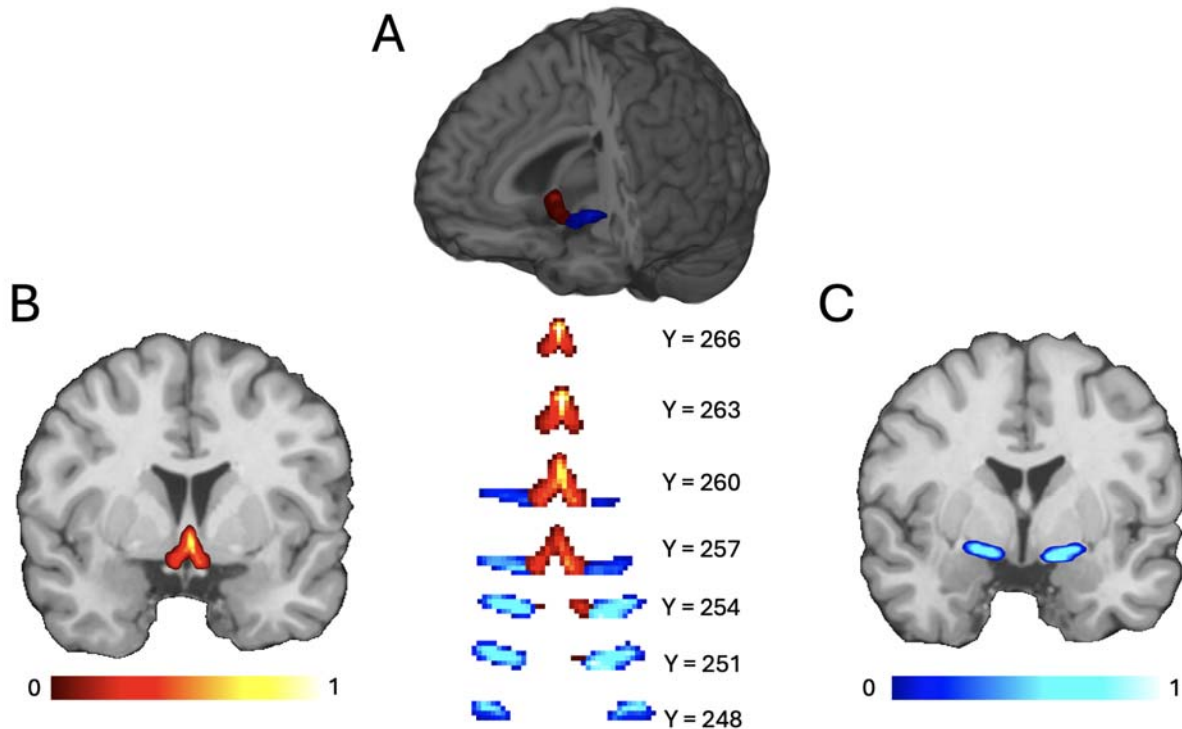 A
B
C
Y = 266
Y = 263
Y = 260
Y = 257
Y = 254
Y = 251
Y = 248
0 1
0 1